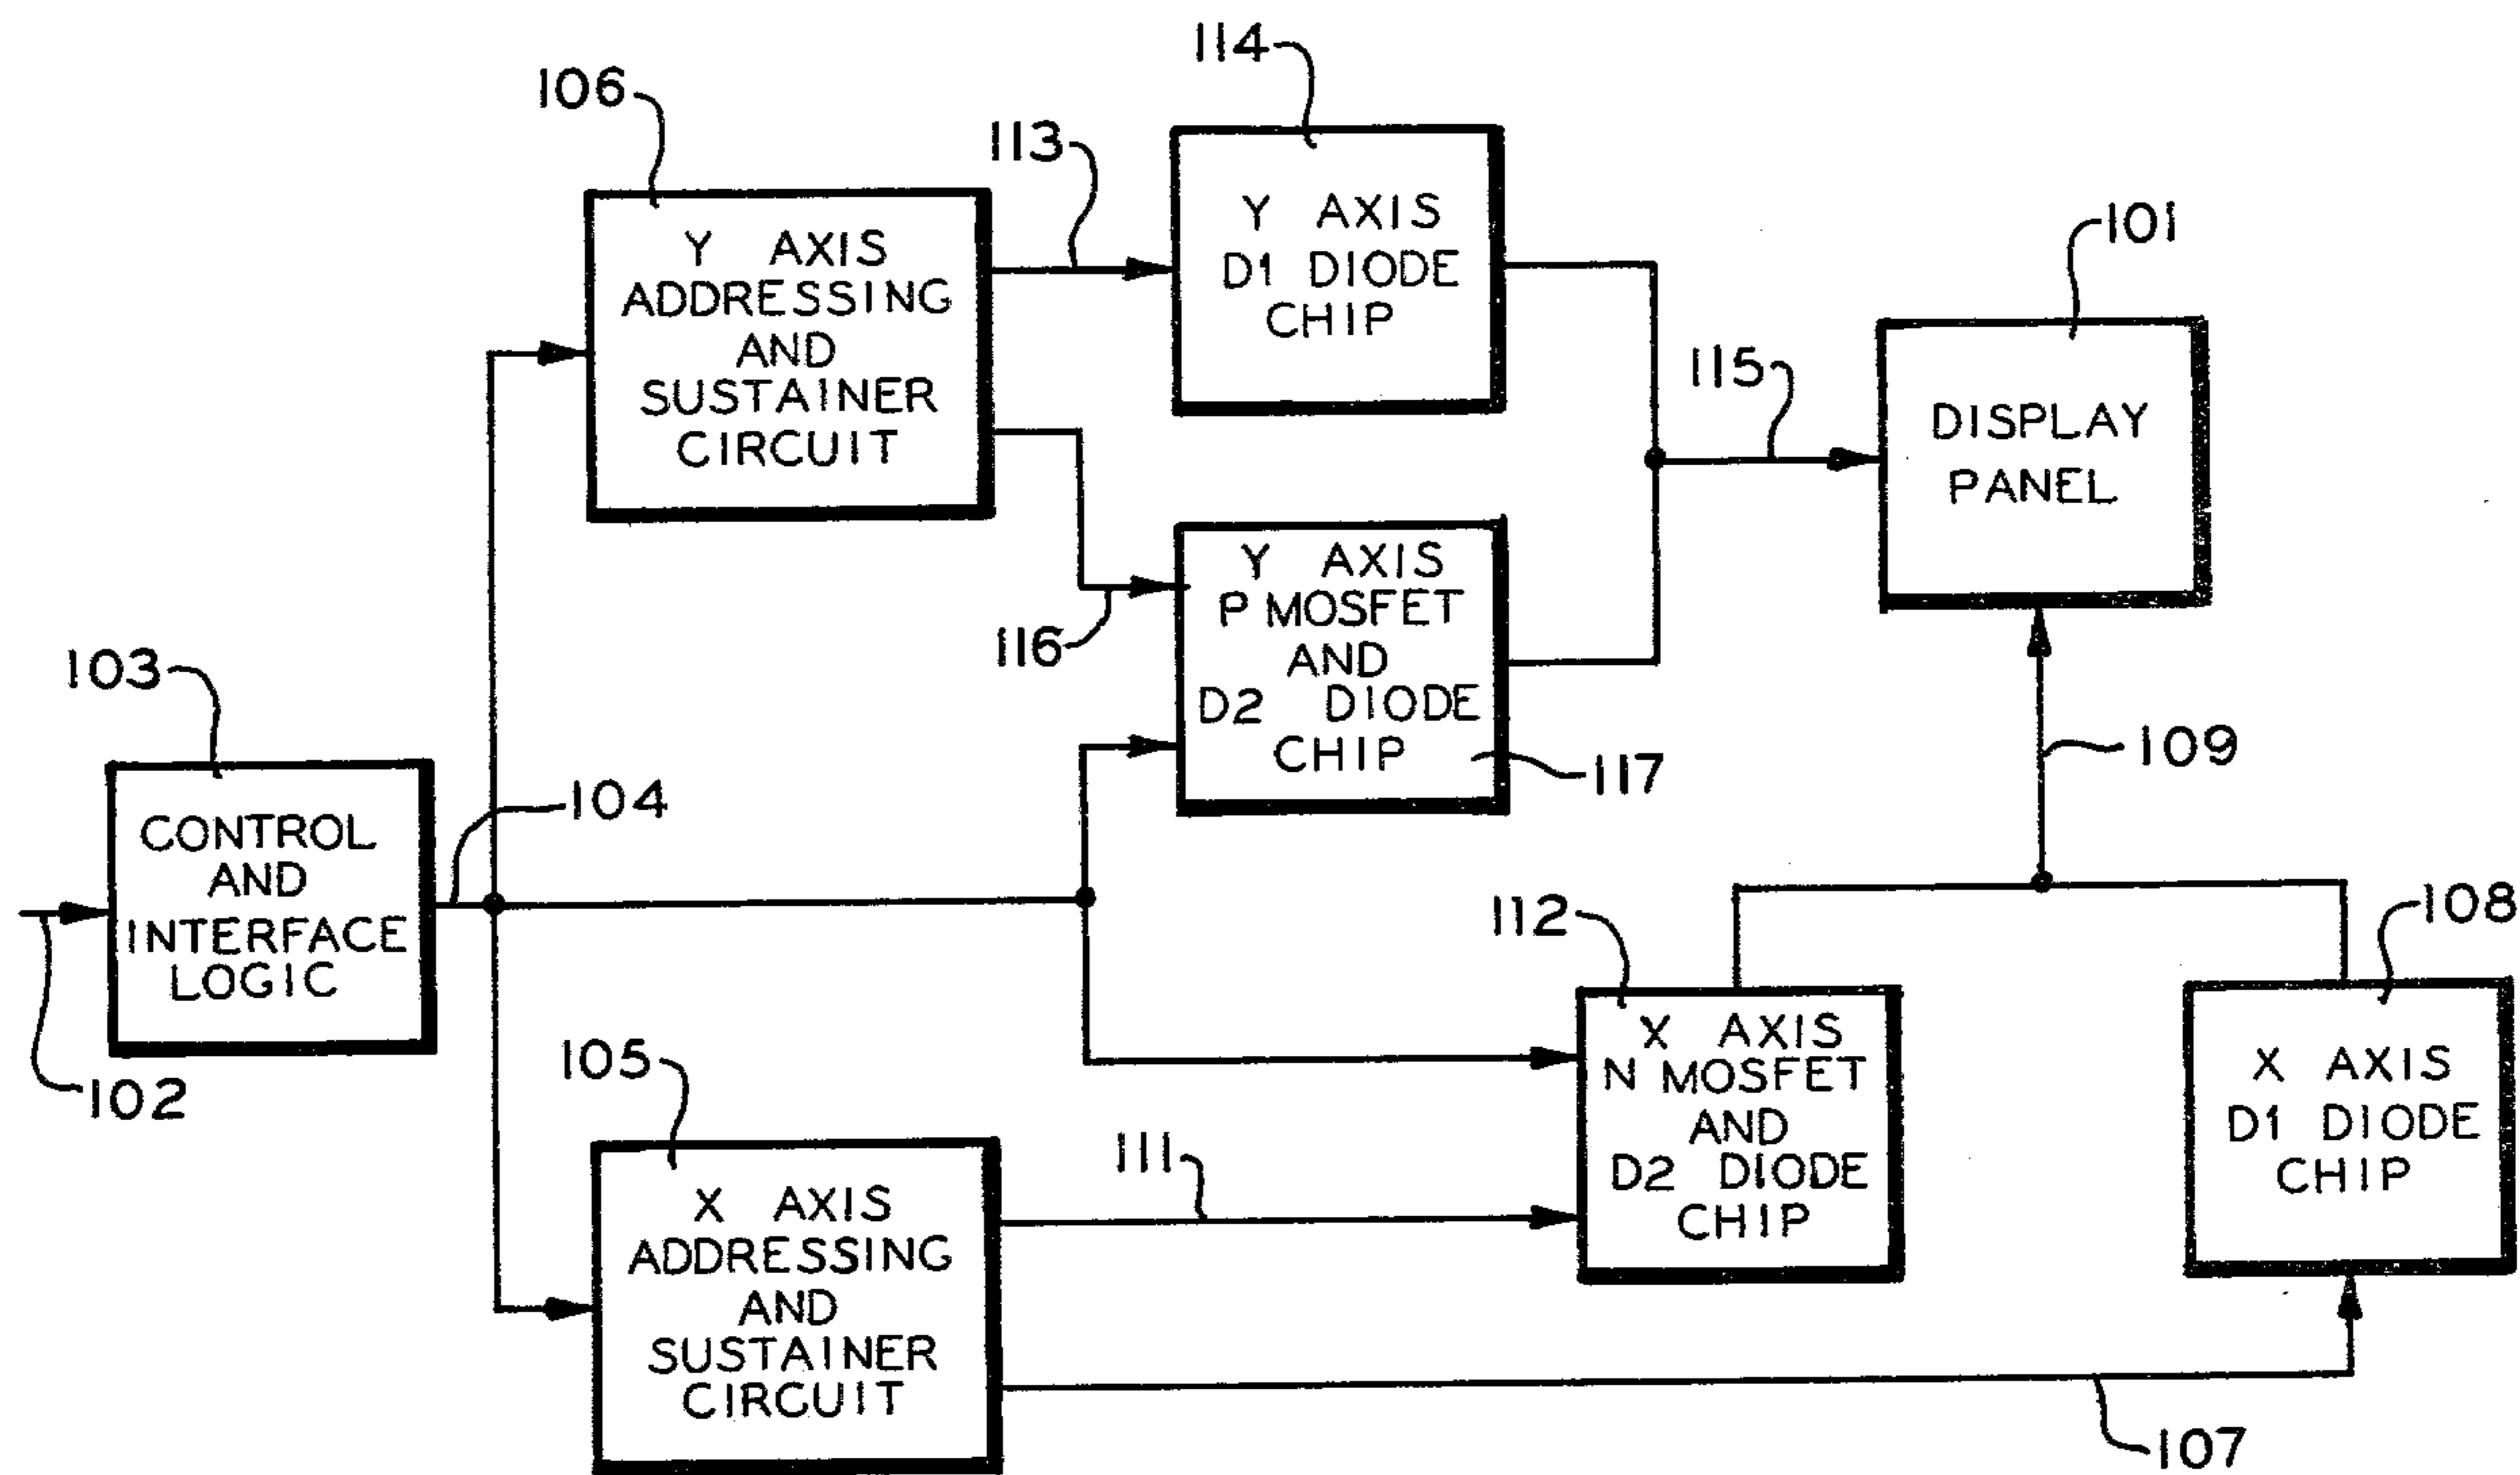 114
106
113
Y AXIS
D1 DIODE
CHIP
101
Y AXIS
ADDRESSING
AND
SUSTAINER
CIRCUIT
115
DISPLAY
PANEL
Y AXIS
P MOSFET
AND
D2 DIODE
CHIP
116
117
103
109
104
CONTROL
AND
INTERFACE
LOGIC
102
112
108
X AXIS
N MOSFET
AND
D2 DIODE
CHIP
X AXIS
D1 DIODE
CHIP
105
111
X AXIS
ADDRESSING
AND
SUSTAINER
CIRCUIT
107